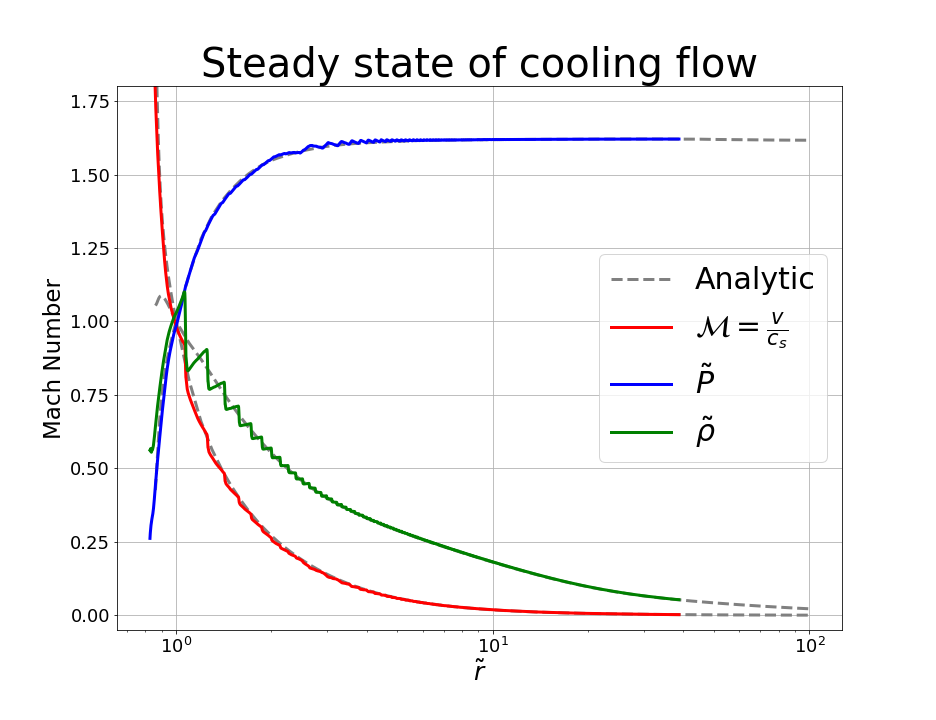 Steady state of cooling flow
Mach Number
1.75
1.50
1.25
1.00
0.75
0.50
0.25
0.00
Analytic
ℳ = v/c_s
P̃
ρ̃
10⁰
10¹
10²
r̃